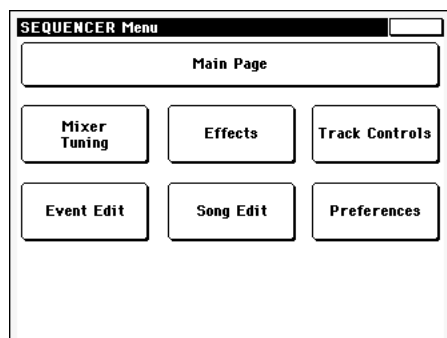 SEQUENCER Menu
Main Page
Mixer
Tuning
Effects
Track Controls
Event Edit
Song Edit
Preferences